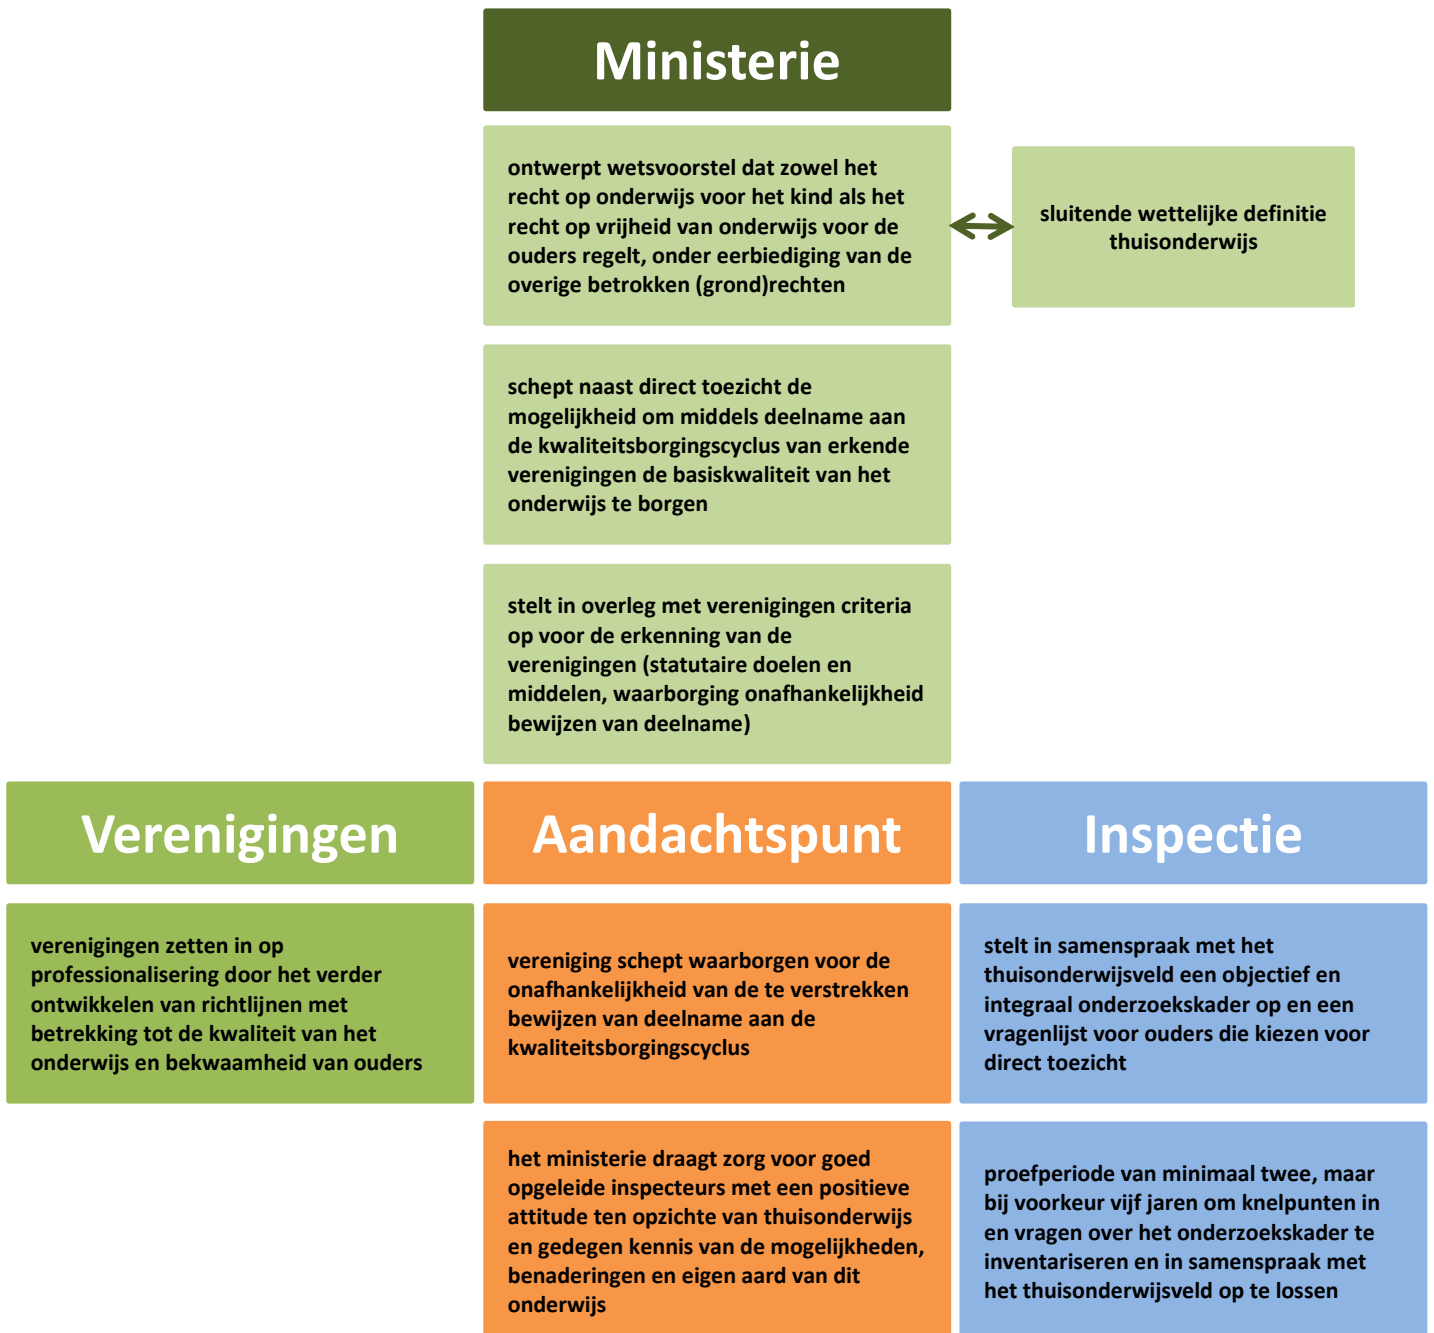 Ministerie
ontwerpt wetsvoorstel dat zowel het
recht op onderwijs voor het kind als het
recht op vrijheid van onderwijs voor de
ouders regelt, onder eerbiediging van de
overige betrokken (grond)rechten
sluitende wettelijke definitie
thuisonderwijs
schept naast direct toezicht de
mogelijkheid om middels deelname aan
de kwaliteitsborgingscyclus van erkende
verenigingen de basiskwaliteit van het
onderwijs te borgen
stelt in overleg met verenigingen criteria
op voor de erkenning van de
verenigingen (statutaire doelen en
middelen, waarborging onafhankelijkheid
bewijzen van deelname)
Verenigingen
verenigingen zetten in op
professionalisering door het verder
ontwikkelen van richtlijnen met
betrekking tot de kwaliteit van het
onderwijs en bekwaamheid van ouders
Aandachtspunt
vereniging schept waarborgen voor de
onafhankelijkheid van de te verstrekken
bewijzen van deelname aan de
kwaliteitsborgingscyclus
het ministerie draagt zorg voor goed
opgeleide inspecteurs met een positieve
attitude ten opzichte van thuisonderwijs
en gedegen kennis van de mogelijkheden,
benaderingen en eigen aard van dit
onderwijs
Inspectie
stelt in samenspraak met het
thuisonderwijsveld een objectief en
integraal onderzoekskader op en een
vragenlijst voor ouders die kiezen voor
direct toezicht
proefperiode van minimaal twee, maar
bij voorkeur vijf jaren om knelpunten in
en vragen over het onderzoekskader te
inventariseren en in samenspraak met
het thuisonderwijsveld op te lossen